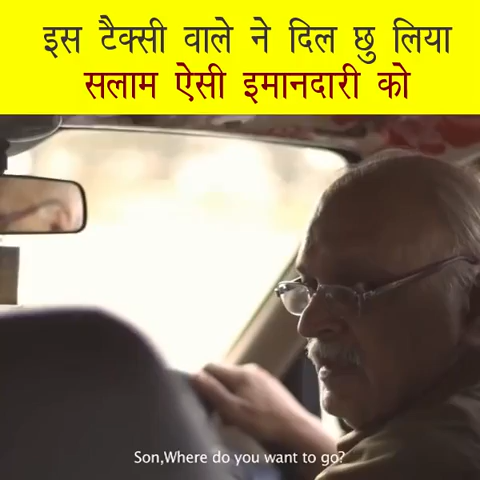 इस टैक्सी वाले ने दिल छु लिया
सलाम ऐसी इमानदारी को
Son,Where do you want to go?